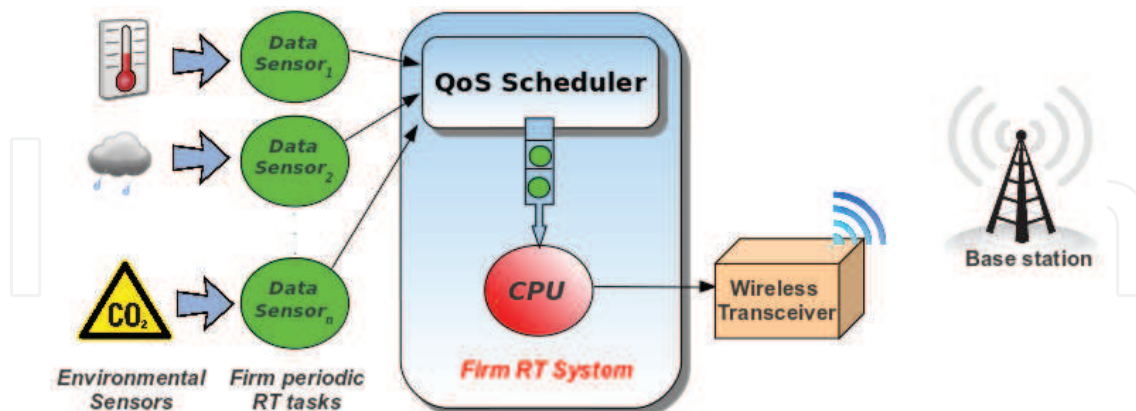 Data
Sensor1
QoS Scheduler
Data
Sensor2
Data
Sensorn
CO2
CPU
Wireless
Transceiver
Base station
Firm RT System
Environmental
Sensors
Firm periodic
RT tasks